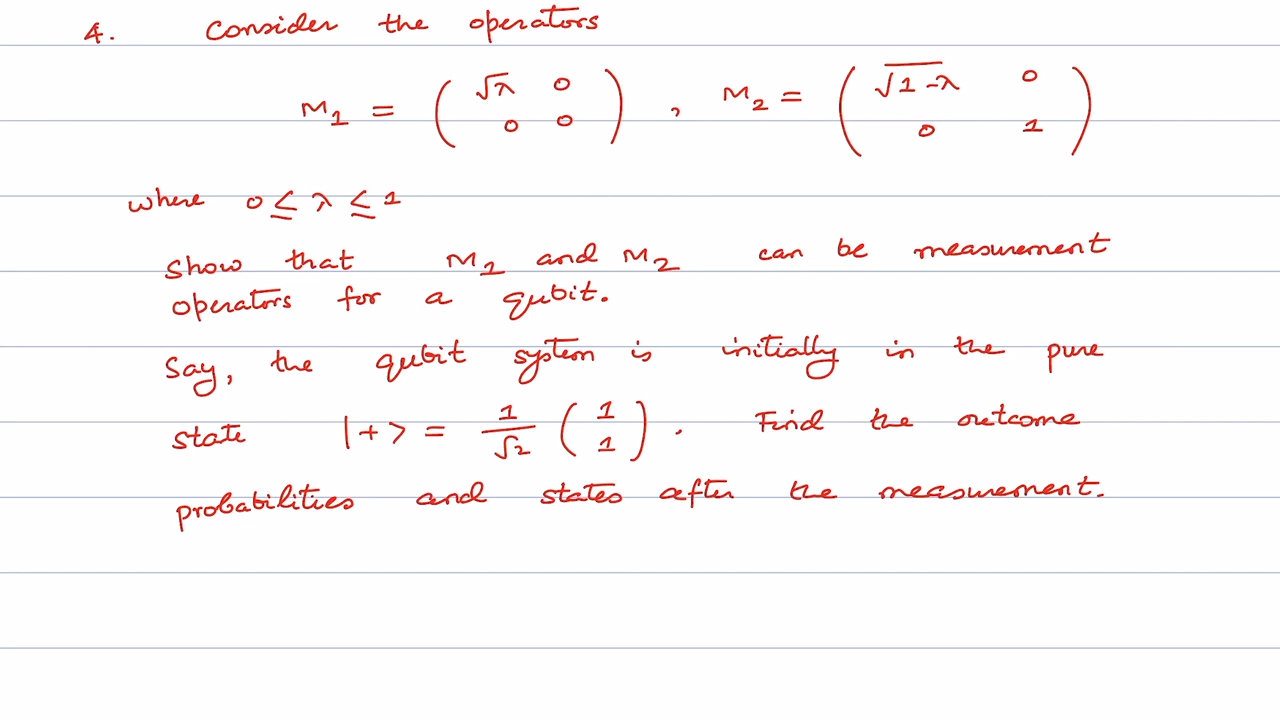 4. Consider the operators
M₁ = ( √λ 0 ; 0 0 ) , M₂ = ( √(1-λ) 0 ; 0 1 )
where 0 ≤ λ ≤ 1
Show that M₁ and M₂ can be measurement
operators for a qubit.
Say, the qubit system is initially in the pure
state |+> = 1/√2 ( 1 ; 1 ) . Find the outcome
probabilities and states after the measurement.